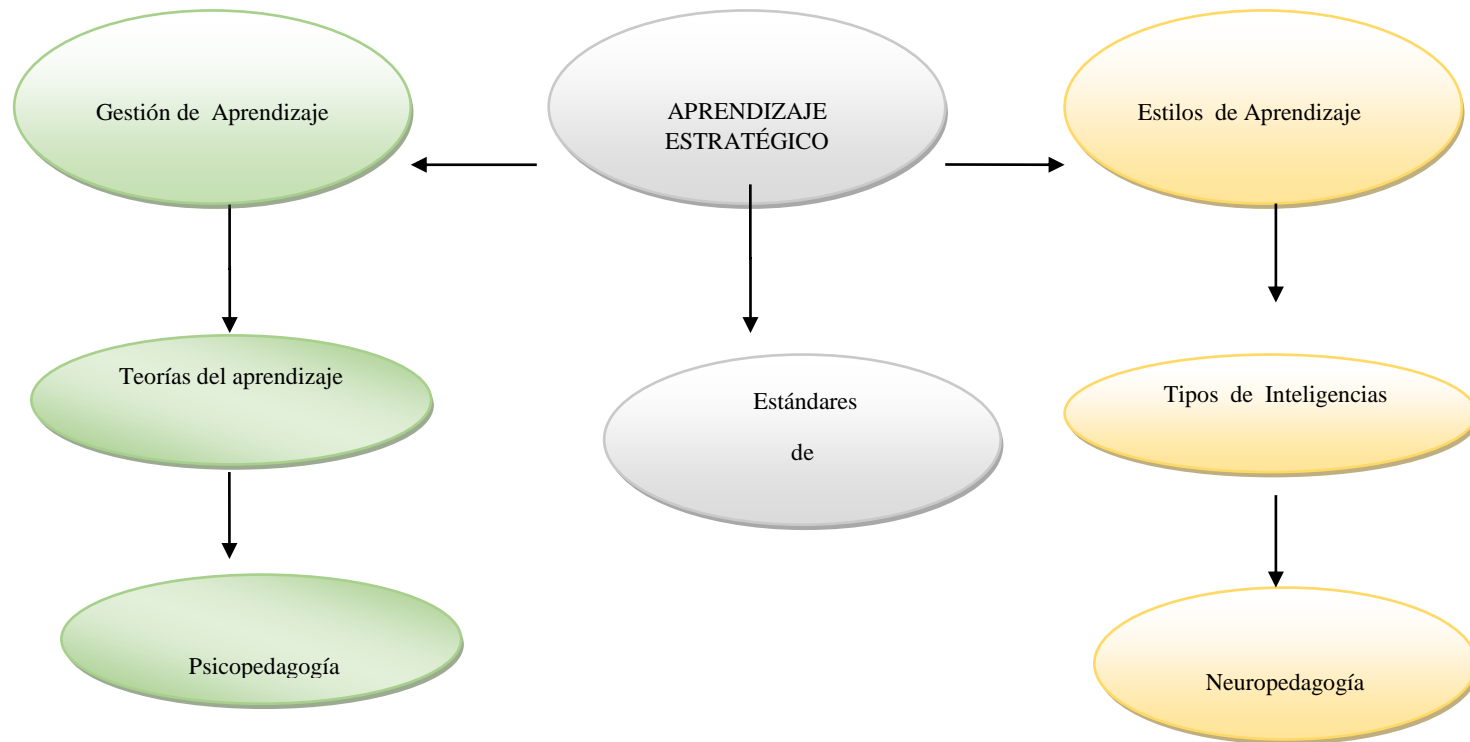 Gestión de Aprendizaje
APRENDIZAJE
ESTRATÉGICO
Estilos de Aprendizaje
Teorías del aprendizaje
Estándares
de
Tipos de Inteligencias
Psicopedagogía
Neuropedagogía